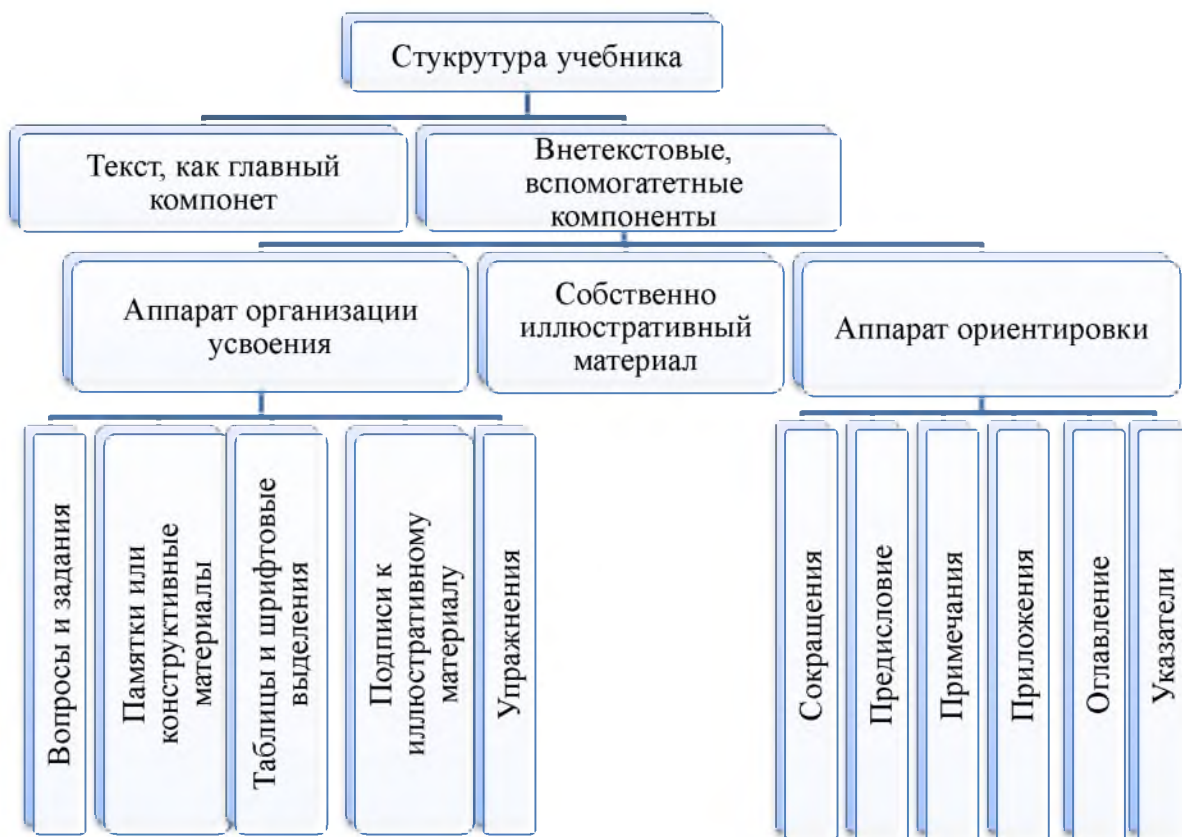 Стукрутура учебника
Текст, как главный
компонет
Внетекстовые,
вспомогатетные
компоненты
Аппарат организации
усвоения
Собственно
иллюстративный
материал
Аппарат ориентировки
Вопросы и задания
Памятки или
конструктивные
материалы
Таблицы и шрифтовые
выделения
Подписи к
иллюстративному
материалу
Упражнения
Сокращения
Предисловие
Примечания
Приложения
Оглавление
Указатели